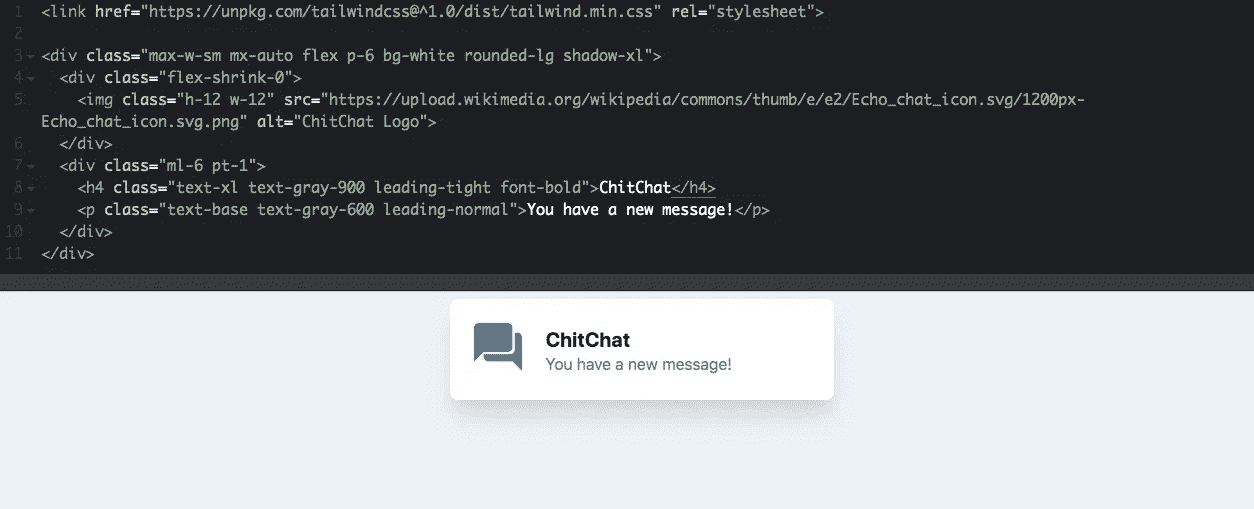 1 <link href="https://unpkg.com/tailwindcss@^1.0/dist/tailwind.min.css" rel="stylesheet">
2
3 <div class="max-w-sm mx-auto flex p-6 bg-white rounded-lg shadow-xl">
4 <div class="flex-shrink-0">
5 <img class="h-12 w-12" src="https://upload.wikimedia.org/wikipedia/commons/thumb/e/e2/Echo_chat_icon.svg/1200px-
Echo_chat_icon.svg.png" alt="ChitChat Logo">
6 </div>
7 <div class="ml-6 pt-1">
8 <h4 class="text-xl text-gray-900 leading-tight font-bold">ChitChat</h4>
9 <p class="text-base text-gray-600 leading-normal">You have a new message!</p>
10 </div>
11 </div>
ChitChat
You have a new message!